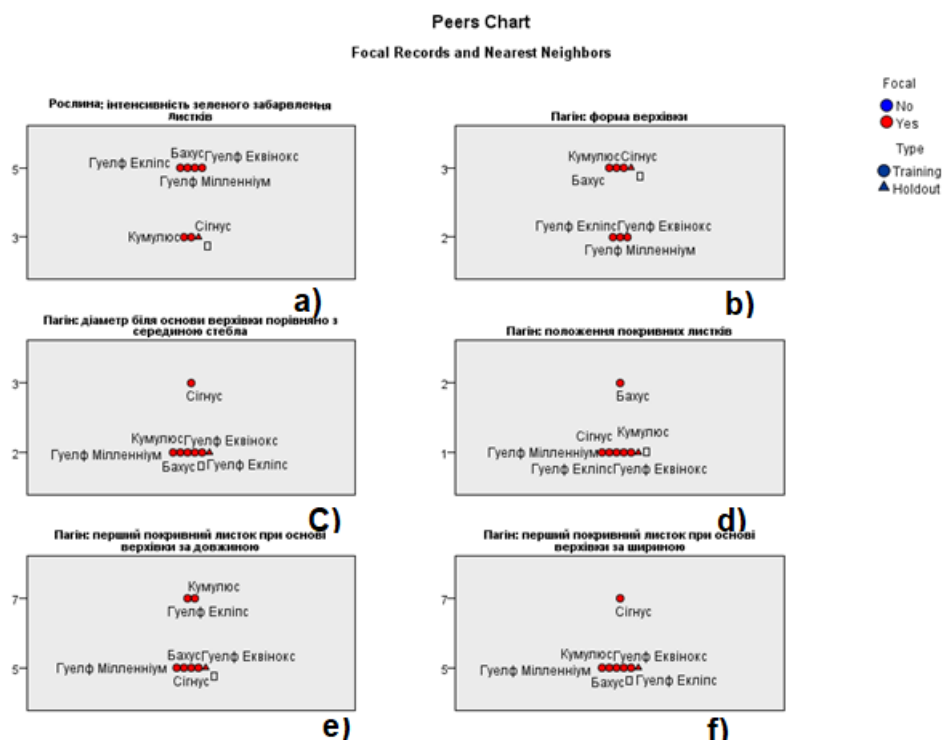 Peers Chart
Focal Records and Nearest Neighbors
Focal
No
Yes
Type
Training
Holdout
Рослина: інтенсивність зеленого забарвлення
листків
5
Бахус
Гуелф Екліпс
Гуелф Еквінокс
Гуелф Мілленніум
3
Сігнус
Кумулюс
a)
Пагін: форма верхівки
3
Кумулюс
Сігнус
Бахус
2
Гуелф Екліпс
Гуелф Еквінокс
Гуелф Мілленніум
b)
Пагін: діаметр біля основи верхівки порівняно з
серединою стебла
3
Сігнус
2
Кумулюс
Гуелф Еквінокс
Гуелф Мілленніум
Бахус
Гуелф Екліпс
C)
Пагін: положення покривних листків
2
Бахус
1
Сігнус
Кумулюс
Гуелф Мілленніум
Гуелф Екліпс
Гуелф Еквінокс
d)
Пагін: перший покривний листок при основі
верхівки за довжиною
7
Кумулюс
Гуелф Екліпс
5
Бахус
Гуелф Еквінокс
Гуелф Мілленніум
Сігнус
e)
Пагін: перший покривний листок при основі
верхівки за шириною
7
Сігнус
5
Кумулюс
Гуелф Еквінокс
Гуелф Мілленніум
Бахус
Гуелф Екліпс
f)